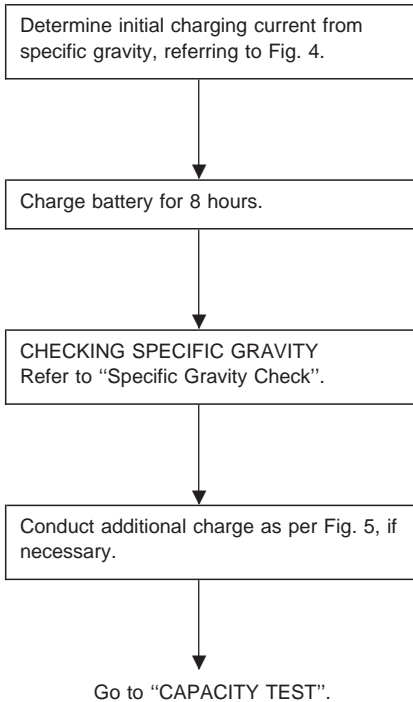 Determine initial charging current from
specific gravity, referring to Fig. 4.
Charge battery for 8 hours.
CHECKING SPECIFIC GRAVITY
Refer to “Specific Gravity Check”.
Conduct additional charge as per Fig. 5, if
necessary.
Go to “CAPACITY TEST”.